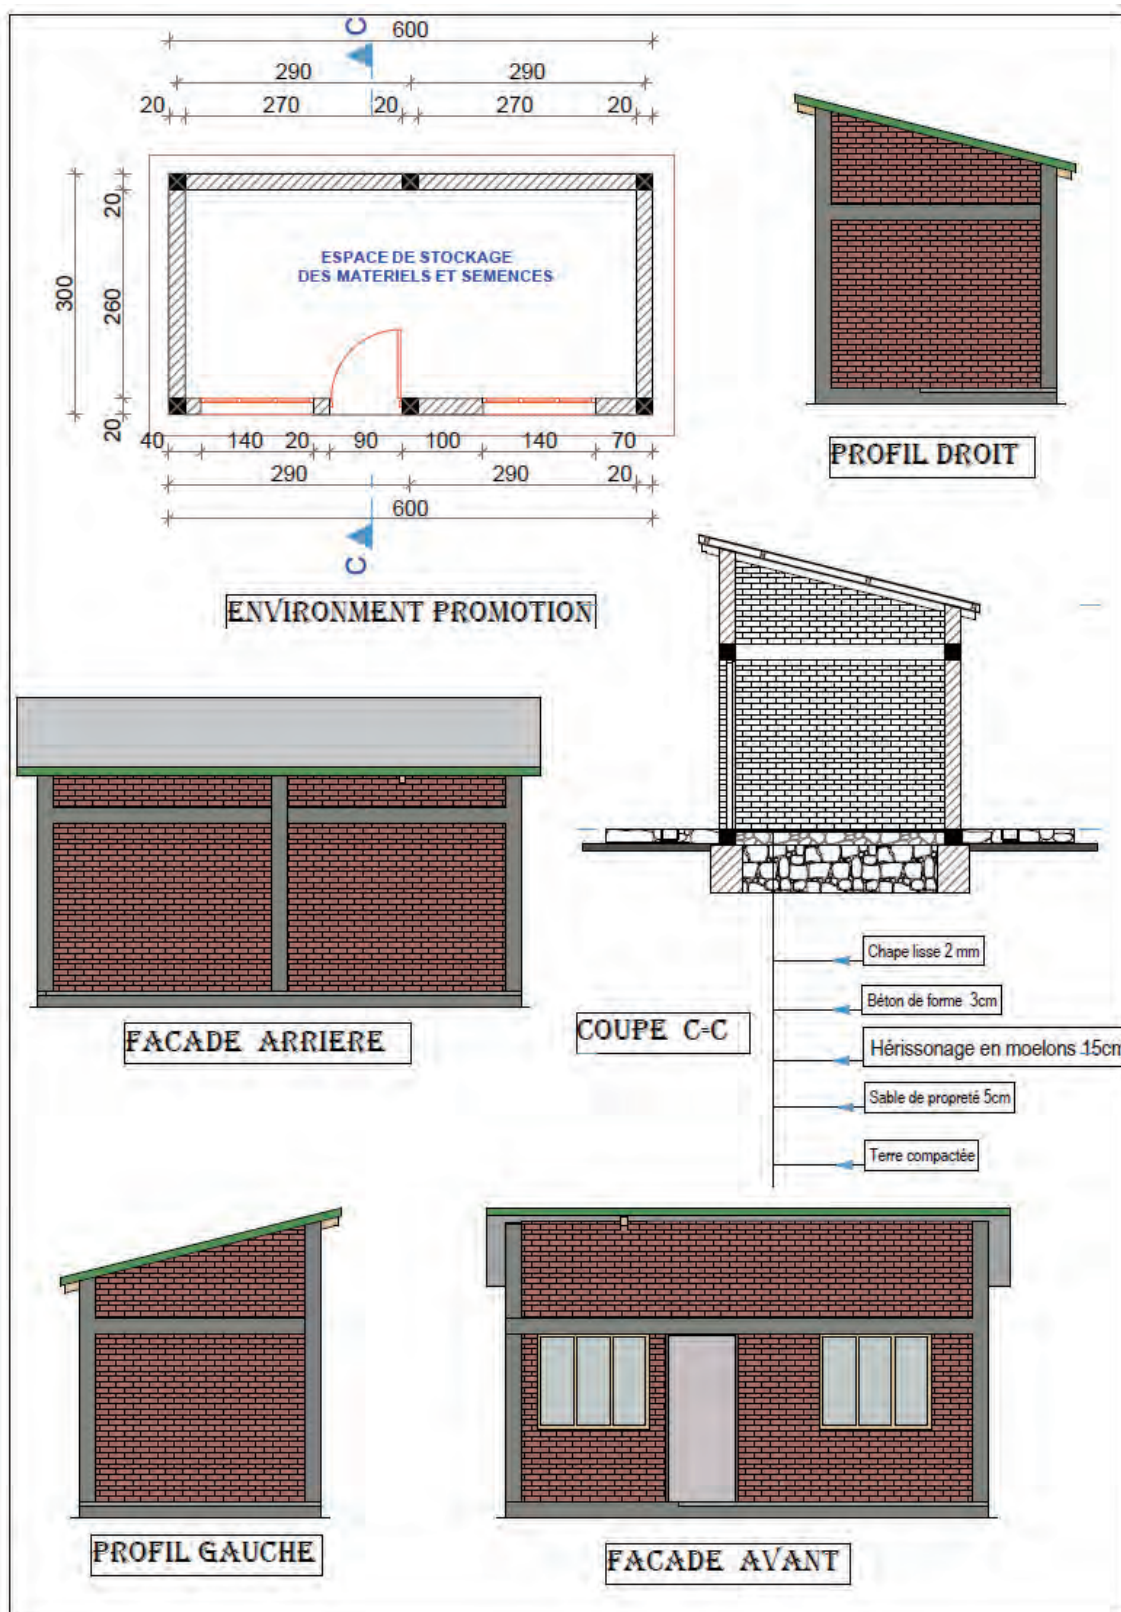 C
600
290 290
20 270 20 270 20
20
300
260
20
ESPACE DE STOCKAGE
DES MATERIELS ET SEMENCES
40 140 20 90 100 140 70
290 290 20
600
C
ENVIRONMENT PROMOTION
PROFIL DROIT
FACADE ARRIERE
COUPE C=C
Chape lisse 2 mm
Béton de forme 3cm
Hérissonage en moelons 15cm
Sable de propreté 5cm
Terre compactée
PROFIL GAUCHE
FACADE AVANT